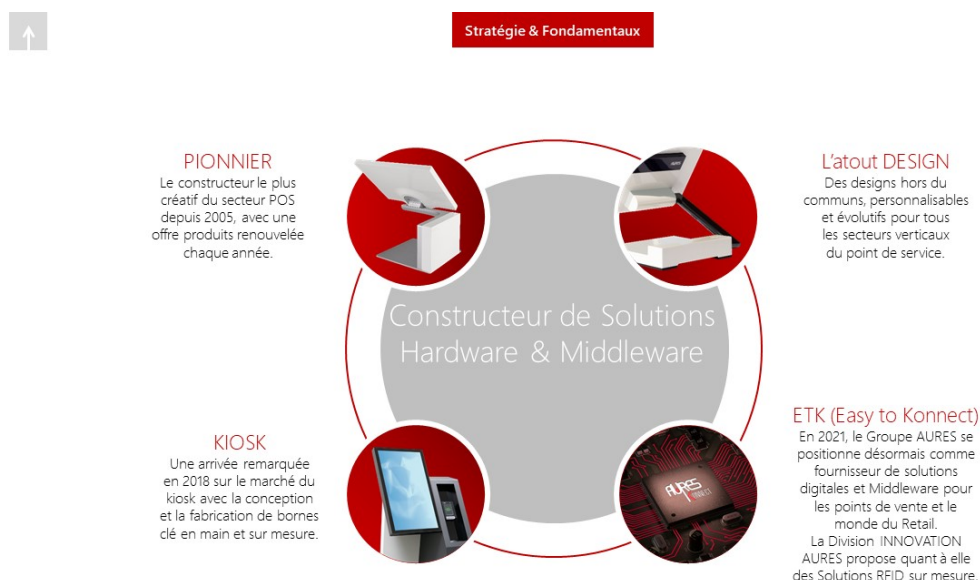 Stratégie & Fondamentaux
PIONNIER
Le constructeur le plus
créatif du secteur POS
depuis 2005, avec une
offre produits renouvelée
chaque année.
L'atout DESIGN
Des designs hors du
communs, personnalisables
et évolutifs pour tous
les secteurs verticaux
du point de service.
Constructeur de Solutions
Hardware & Middleware
KIOSK
Une arrivée remarquée
en 2018 sur le marché du
kiosk avec la conception
et la fabrication de bornes
clé en main et sur mesure.
AURES
KONNECT
ETK (Easy to Konnect)
En 2021, le Groupe AURES se
positionne désormais comme
fournisseur de solutions
digitales et Middleware pour
les points de vente et le
monde du Retail.
La Division INNOVATION
AURES propose quant à elle
des Solutions RFID sur mesure.